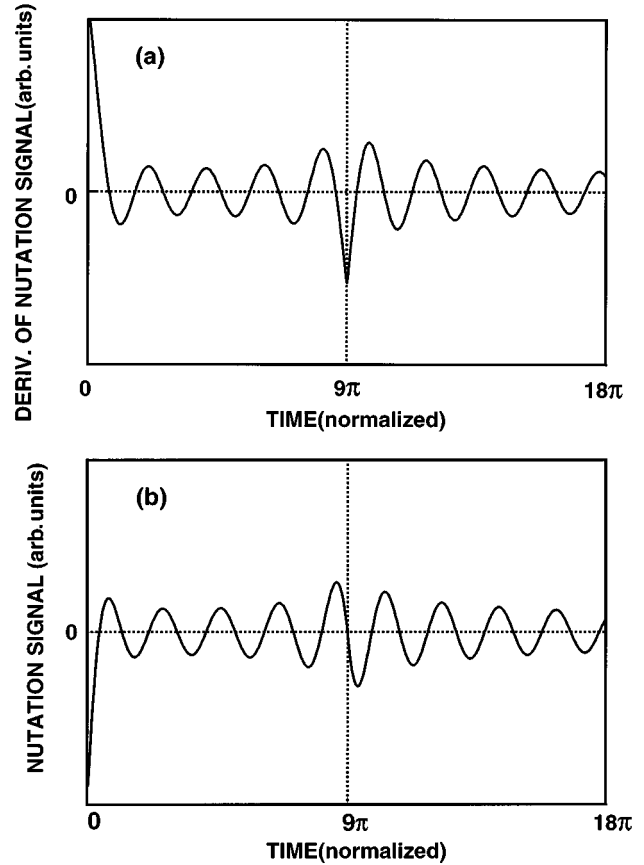 (a)
DERIV. OF NUTATION SIGNAL(arb.units)
0
0
9π
18π
TIME(normalized)
(b)
NUTATION SIGNAL (arb.units)
0
0
9π
18π
TIME(normalized)